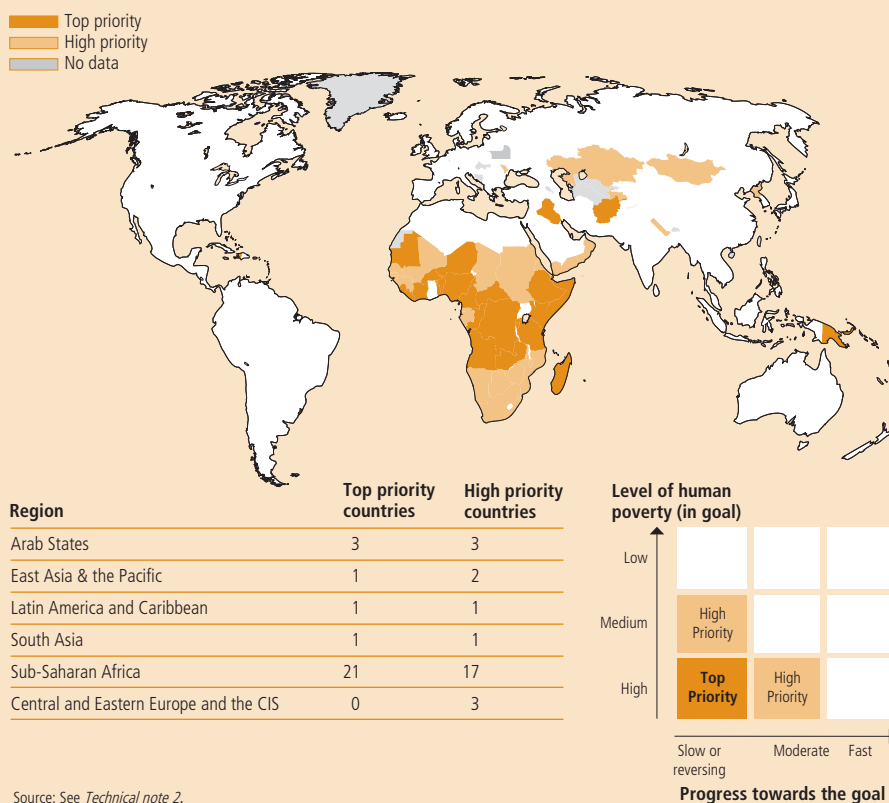 Top priority
High priority
No data
Region Top priority countries High priority countries
Arab States 3 3
East Asia & the Pacific 1 2
Latin America and Caribbean 1 1
South Asia 1 1
Sub-Saharan Africa 21 17
Central and Eastern Europe and the CIS 0 3
Source: See Technical note 2.
Level of human
poverty (in goal)
Low
Medium
High
Priority
High
Top
Priority
High
Priority
Slow or
reversing
Moderate Fast
Progress towards the goal